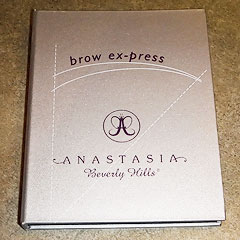 brow ex-press
A
ANASTASIA
Beverly Hills®